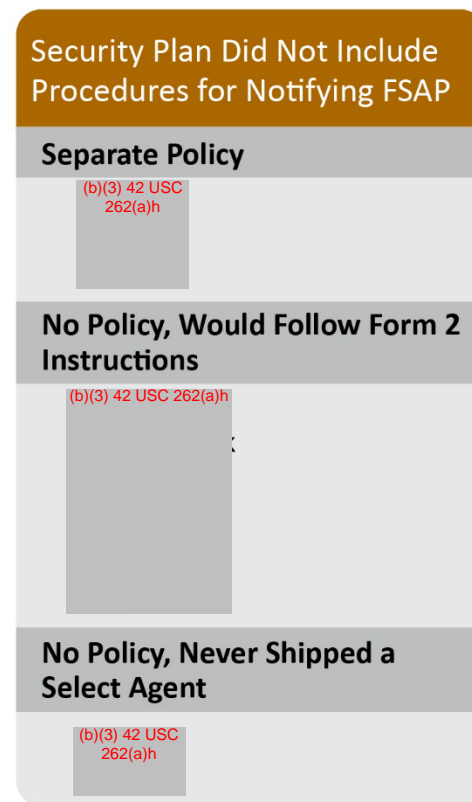 Security Plan Did Not Include
Procedures for Notifying FSAP
Separate Policy
(b)(3) 42 USC
262(a)h
No Policy, Would Follow Form 2
Instructions
(b)(3) 42 USC 262(a)h
No Policy, Never Shipped a
Select Agent
(b)(3) 42 USC
262(a)h